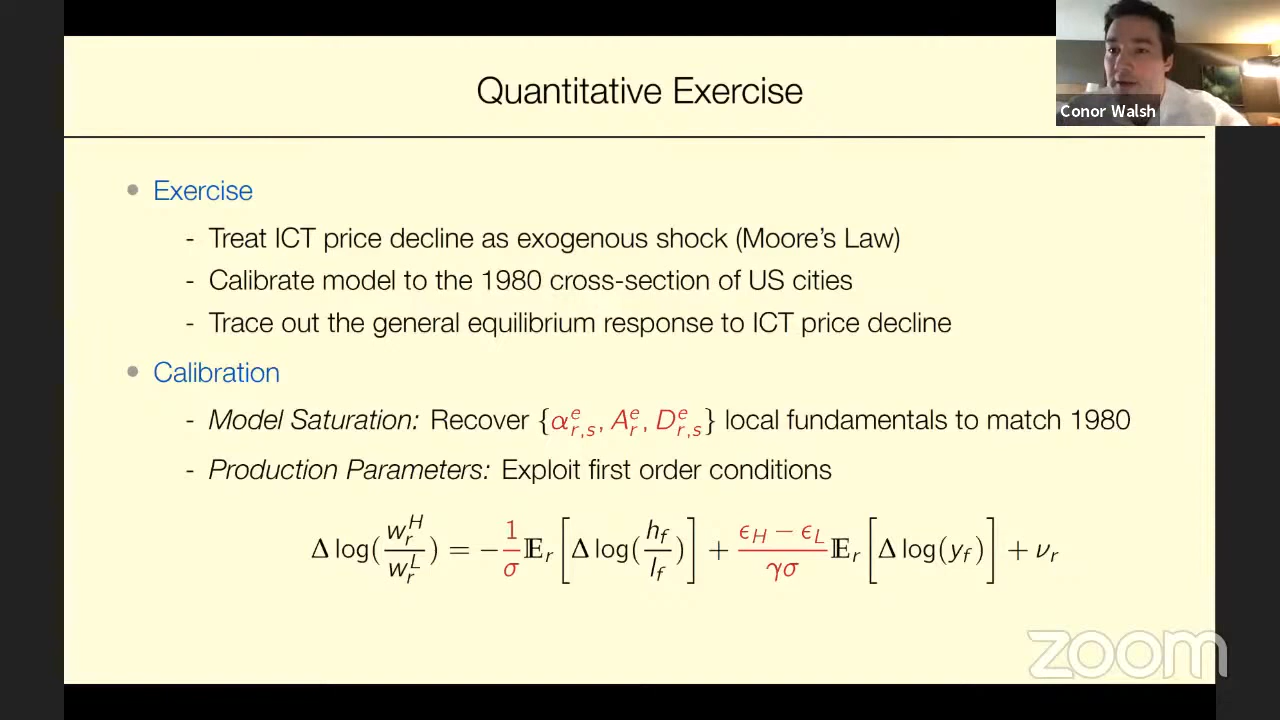 Quantitative Exercise
Conor Walsh
• Exercise
- Treat ICT price decline as exogenous shock (Moore's Law)
- Calibrate model to the 1980 cross-section of US cities
- Trace out the general equilibrium response to ICT price decline
• Calibration
- Model Saturation: Recover {α^e_{r,s}, A^e_r, D^e_{r,s}} local fundamentals to match 1980
- Production Parameters: Exploit first order conditions
Δ log(w_r^H / w_r^L) = − 1/σ 𝔼_r [Δ log(h_f / l_f)] + (ϵ_H − ϵ_L)/(γσ) 𝔼_r [Δ log(y_f)] + ν_r
zoom